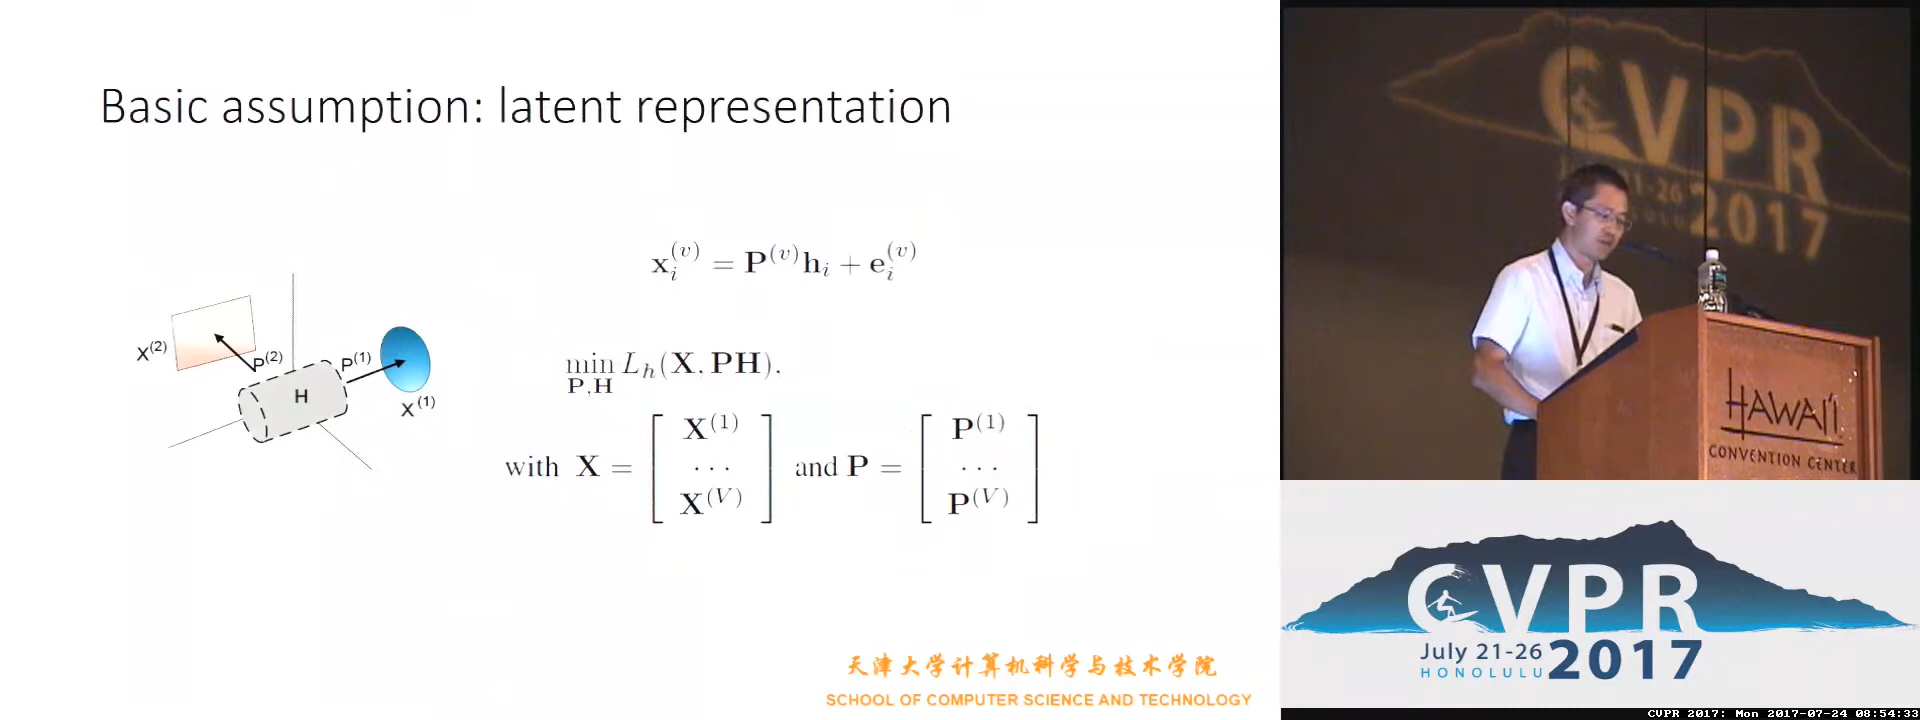 Basic assumption: latent representation
x_i^{(v)} = P^{(v)}h_i + e_i^{(v)}
min_{P,H} L_h(X, PH),
with X = [X^{(1)} ... X^{(V)}] and P = [P^{(1)} ... P^{(V)}]
X^{(2)}
P^{(2)}
P^{(1)}
H
X^{(1)}
天津大学计算机科学与技术学院
SCHOOL OF COMPUTER SCIENCE AND TECHNOLOGY
CVPR
1-26
2017
HAWAI'I
CONVENTION CENTER
CVPR
July 21-26
HONOLULU
2017
CVPR 2017: Mon 2017-07-24 08:54:33